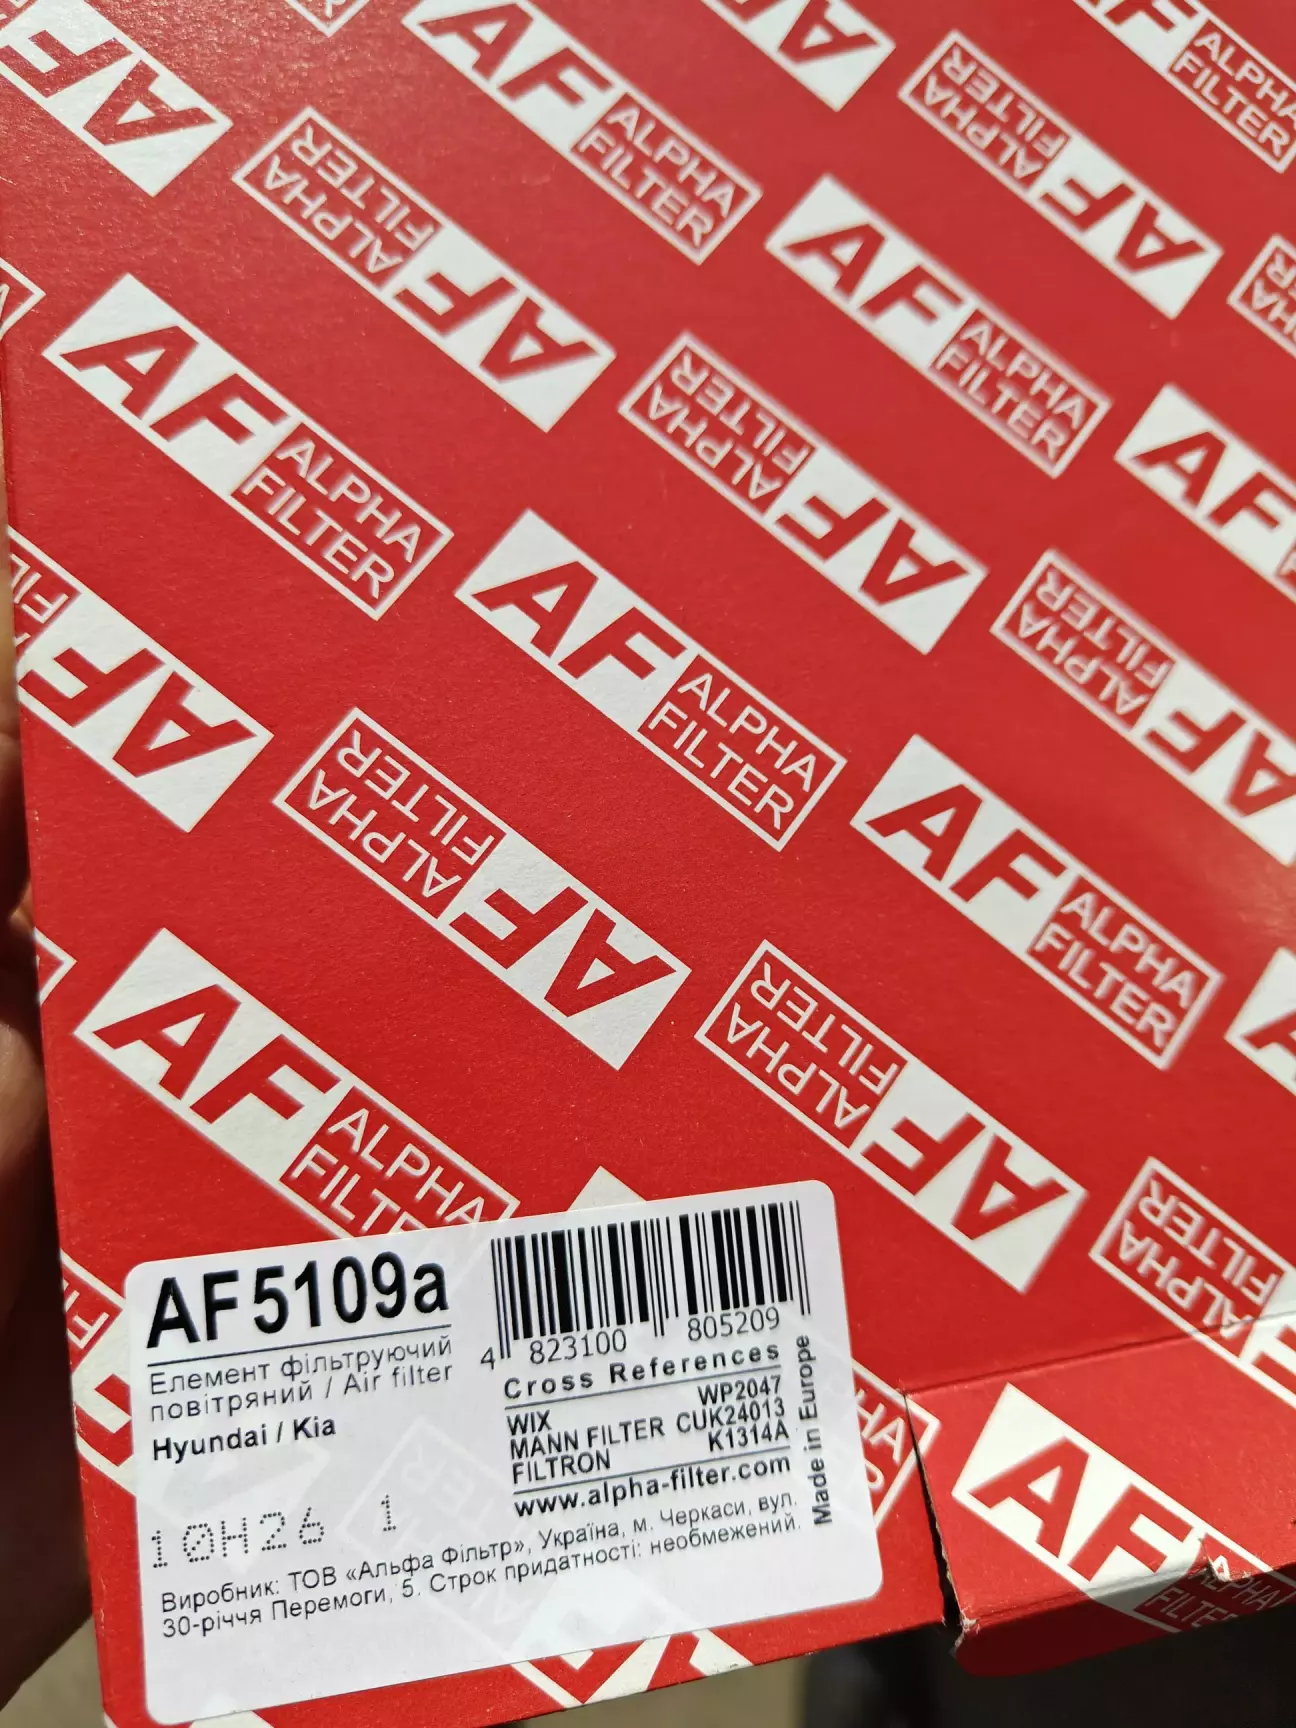 AF ALPHA FILTER
AF5109a
Елемент фільтруючий
повітряний / Air filter
Hyundai / Kia
4 823100 805209
Cross References
WIX WP2047
MANN FILTER CUK24013
FILTRON K1314A
www.alpha-filter.com
Made in Europe
10H26 1
Виробник: ТОВ «Альфа Фільтр», Україна, м. Черкаси, вул.
30-річчя Перемоги, 5. Строк придатності: необмежений.